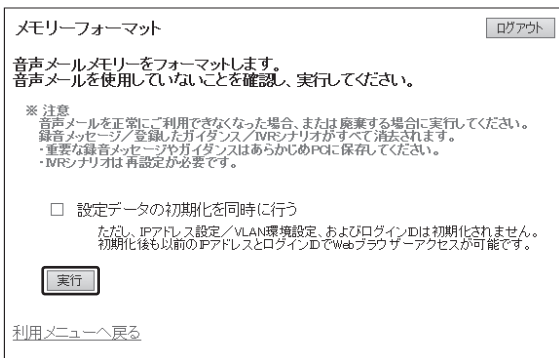 メモリーフォーマット
ログアウト
音声メールメモリーをフォーマットします。
音声メールを使用していないことを確認し、実行してください。
※ 注意
音声メールを正常にご利用できなくなった場合、または廃棄する場合に実行してください。
録音メッセージ／登録したガイダンス／IVRシナリオがすべて消去されます。
・重要な録音メッセージやガイダンスはあらかじめPCに保存してください。
・IVRシナリオは再設定が必要です。
設定データの初期化を同時に行う
ただし、IPアドレス設定／VLAN環境設定、およびログインIDは初期化されません。
初期化後も以前のIPアドレスとログインIDでWebブラウザーアクセスが可能です。
実行
利用メニューへ戻る